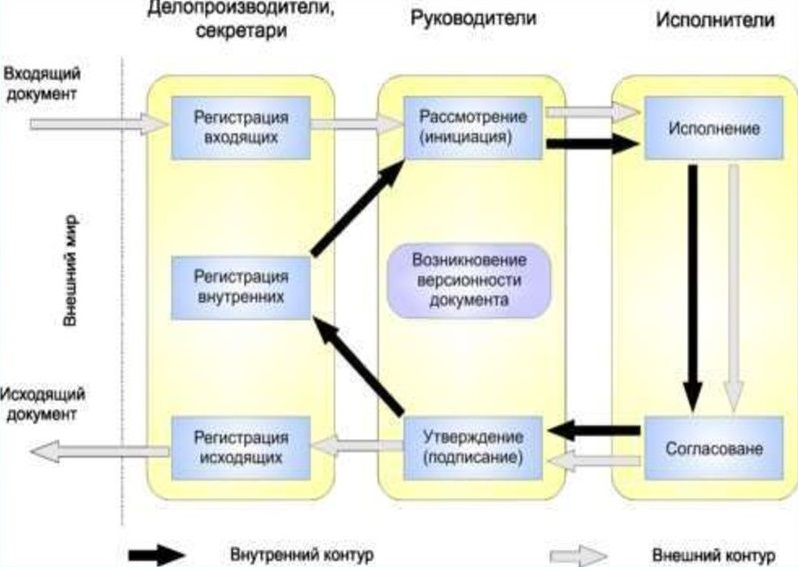 Делопроизводители,
секретари
Руководители
Исполнители
Входящий
документ
Регистрация
входящих
Рассмотрение
(инициация)
Исполнение
Внешний мир
Регистрация
внутренних
Возникновение
версионности
документа
Исходящий
документ
Регистрация
исходящих
Утверждение
(подписание)
Согласоване
Внутренний контур
Внешний контур